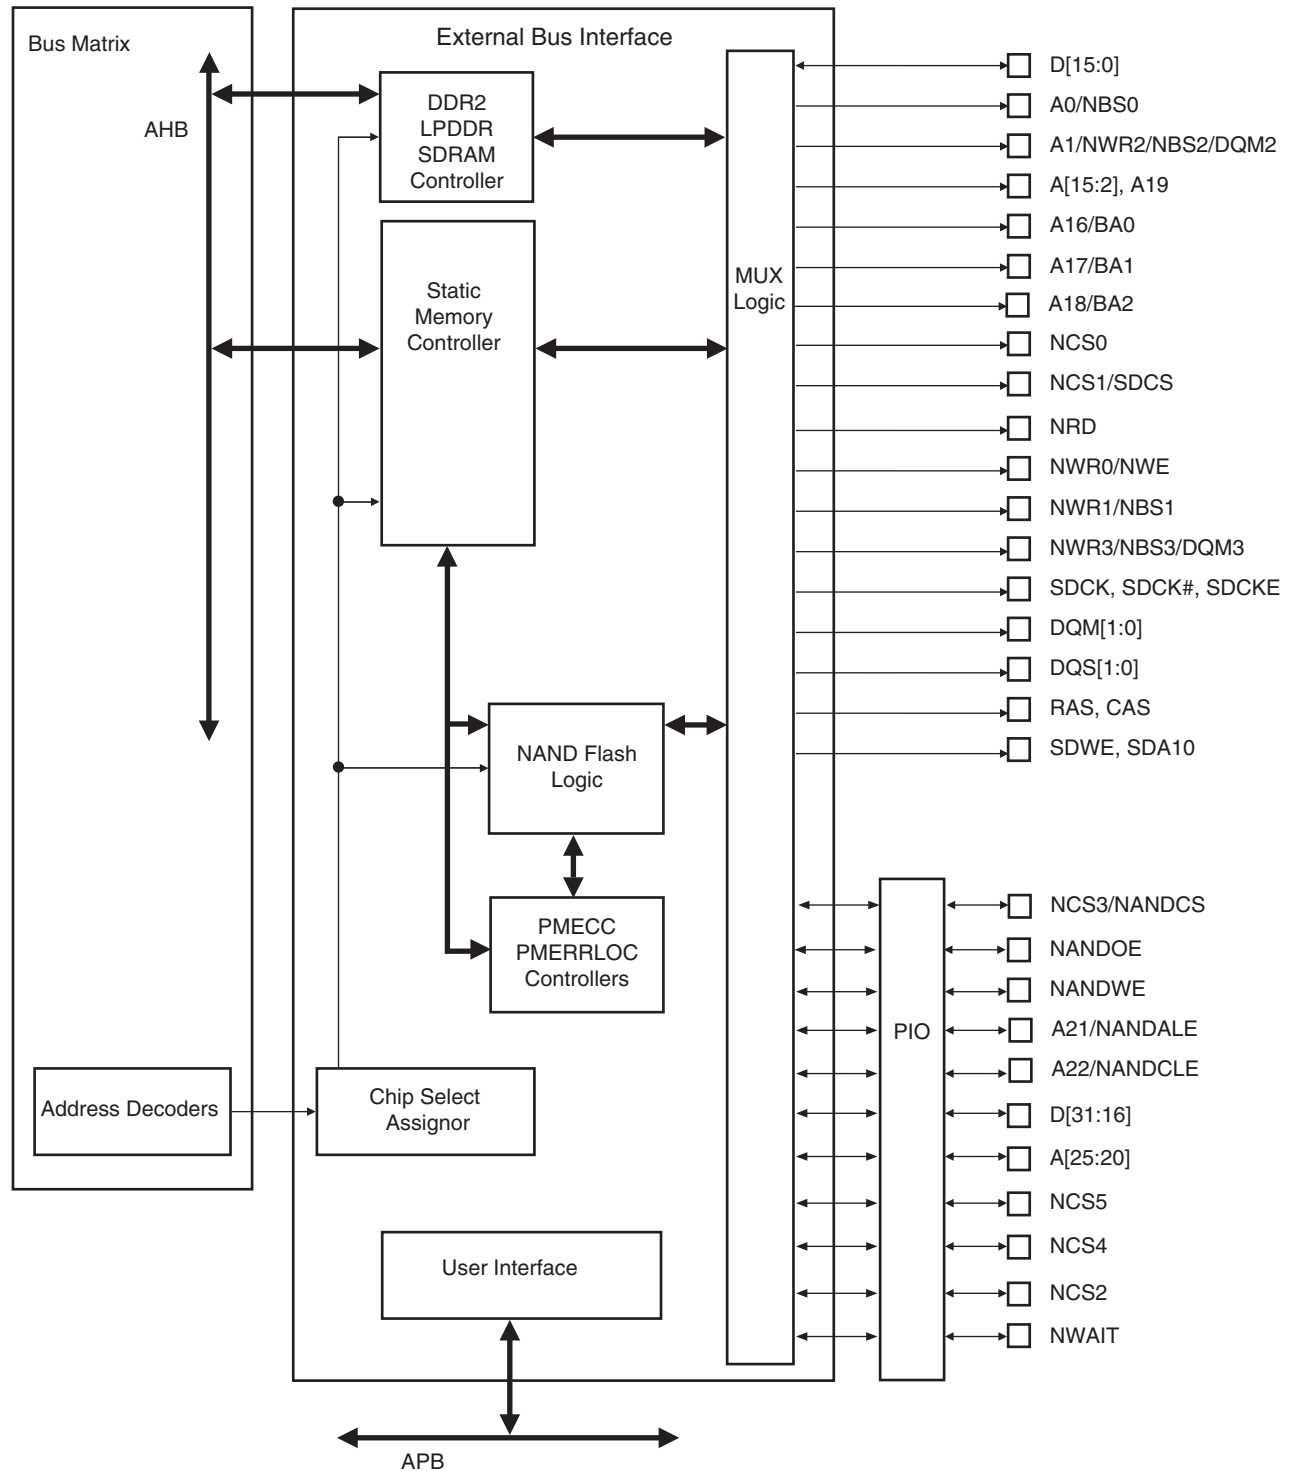 Bus Matrix
AHB
Address Decoders
External Bus Interface
DDR2
LPDDR
SDRAM
Controller
Static
Memory
Controller
NAND Flash
Logic
PMECC
PMERRLOC
Controllers
Chip Select
Assignor
User Interface
APB
MUX
Logic
PIO
D[15:0]
A0/NBS0
A1/NWR2/NBS2/DQM2
A[15:2], A19
A16/BA0
A17/BA1
A18/BA2
NCS0
NCS1/SDCS
NRD
NWR0/NWE
NWR1/NBS1
NWR3/NBS3/DQM3
SDCK, SDCK#, SDCKE
DQM[1:0]
DQS[1:0]
RAS, CAS
SDWE, SDA10
NCS3/NANDCS
NANDOE
NANDWE
A21/NANDALE
A22/NANDCLE
D[31:16]
A[25:20]
NCS5
NCS4
NCS2
NWAIT